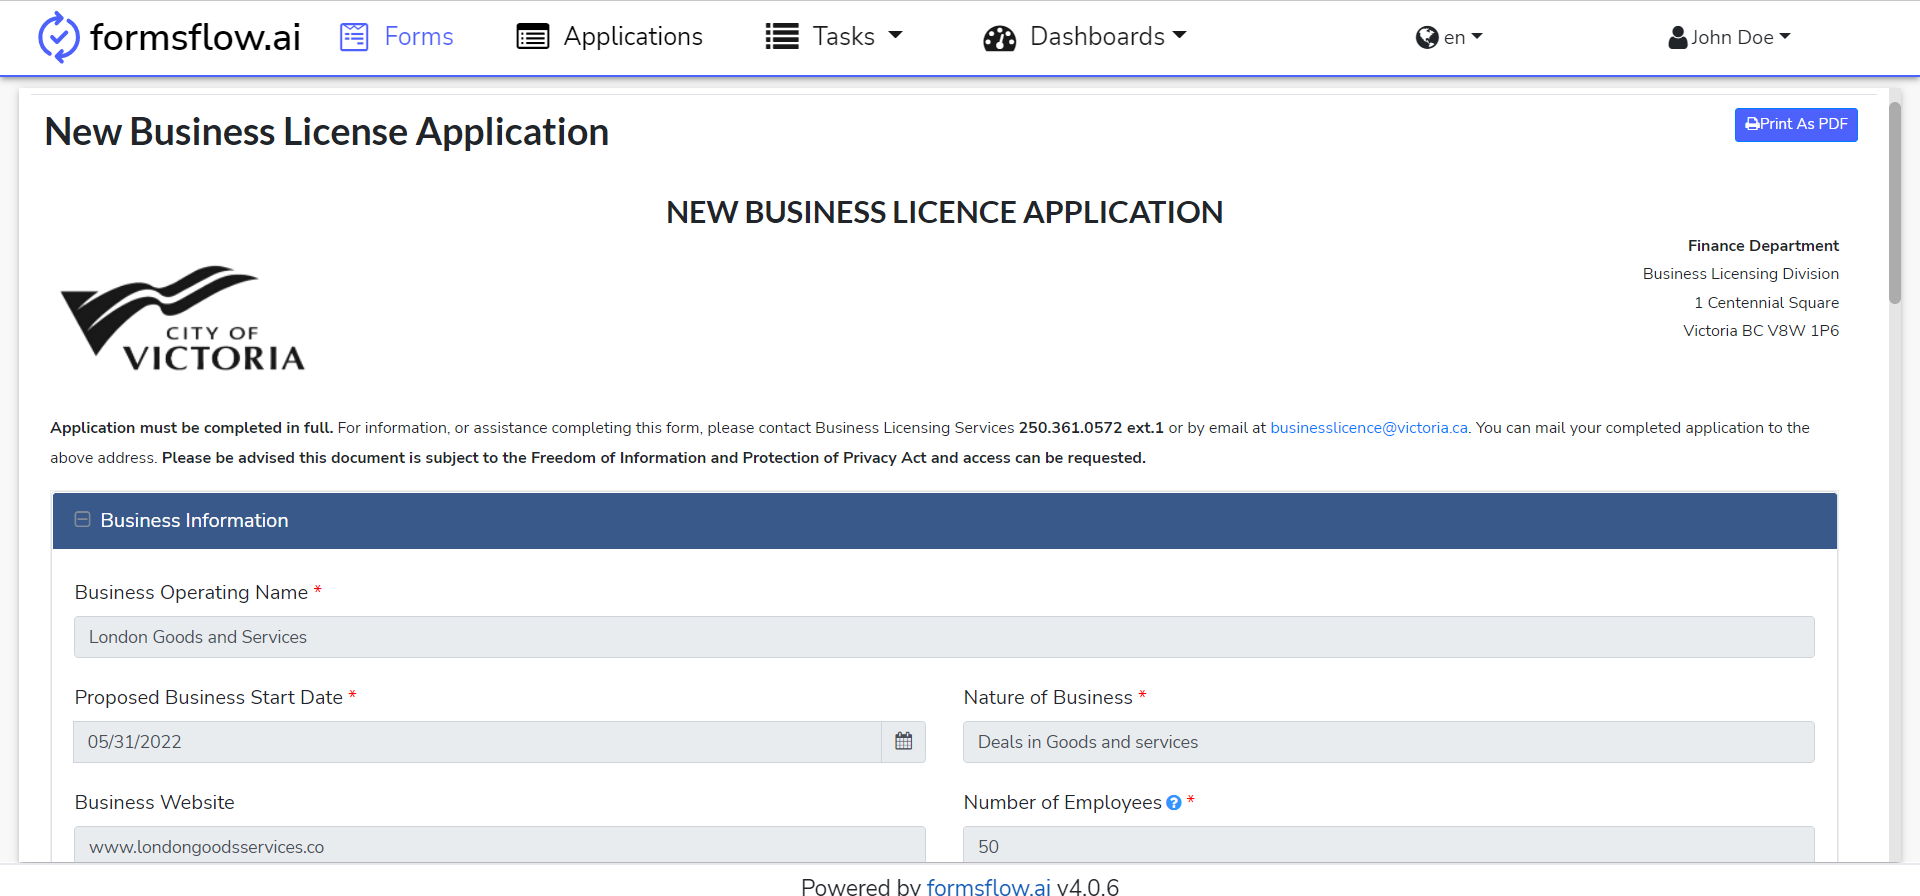 formsflow.ai Forms Applications Tasks Dashboards en John Doe
New Business License Application
Print As PDF
NEW BUSINESS LICENCE APPLICATION
Finance Department
Business Licensing Division
1 Centennial Square
Victoria BC V8W 1P6
CITY OF
VICTORIA
Application must be completed in full. For information, or assistance completing this form, please contact Business Licensing Services 250.361.0572 ext.1 or by email at businesslicence@victoria.ca. You can mail your completed application to the
above address. Please be advised this document is subject to the Freedom of Information and Protection of Privacy Act and access can be requested.
Business Information
Business Operating Name *
London Goods and Services
Proposed Business Start Date *
05/31/2022
Nature of Business *
Deals in Goods and services
Business Website
www.londongoodsservices.co
Number of Employees ? *
50
Powered by formsflow.ai v4.0.6